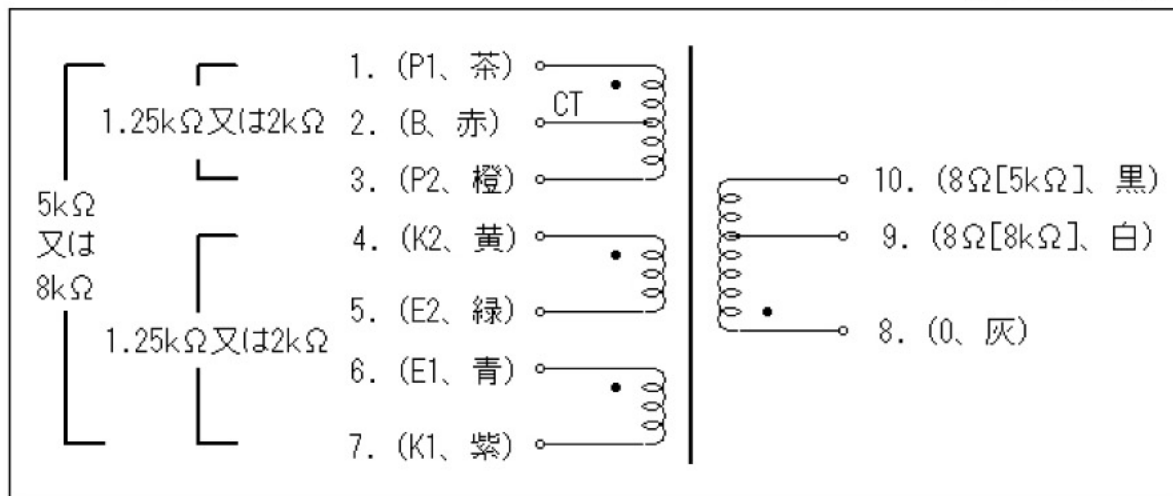 1. (P1、茶)
CT
1.25kΩ又は2kΩ
2. (B、赤)
3. (P2、橙)
10. (8Ω[5kΩ]、黒)
5kΩ
又は
8kΩ
4. (K2、黄)
9. (8Ω[8kΩ]、白)
5. (E2、緑)
8. (0、灰)
1.25kΩ又は2kΩ
6. (E1、青)
7. (K1、紫)